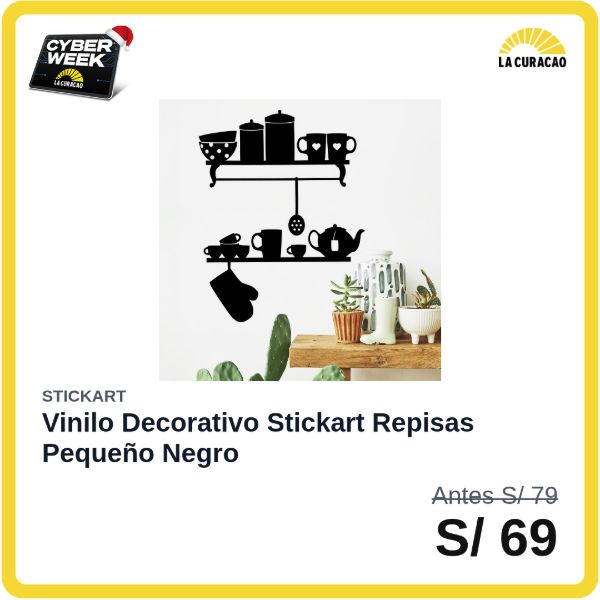 CYBER
WEEK
LA CURACAO
LA CURACAO
STICKART
Vinilo Decorativo Stickart Repisas
Pequeño Negro
Antes S/ 79
S/ 69